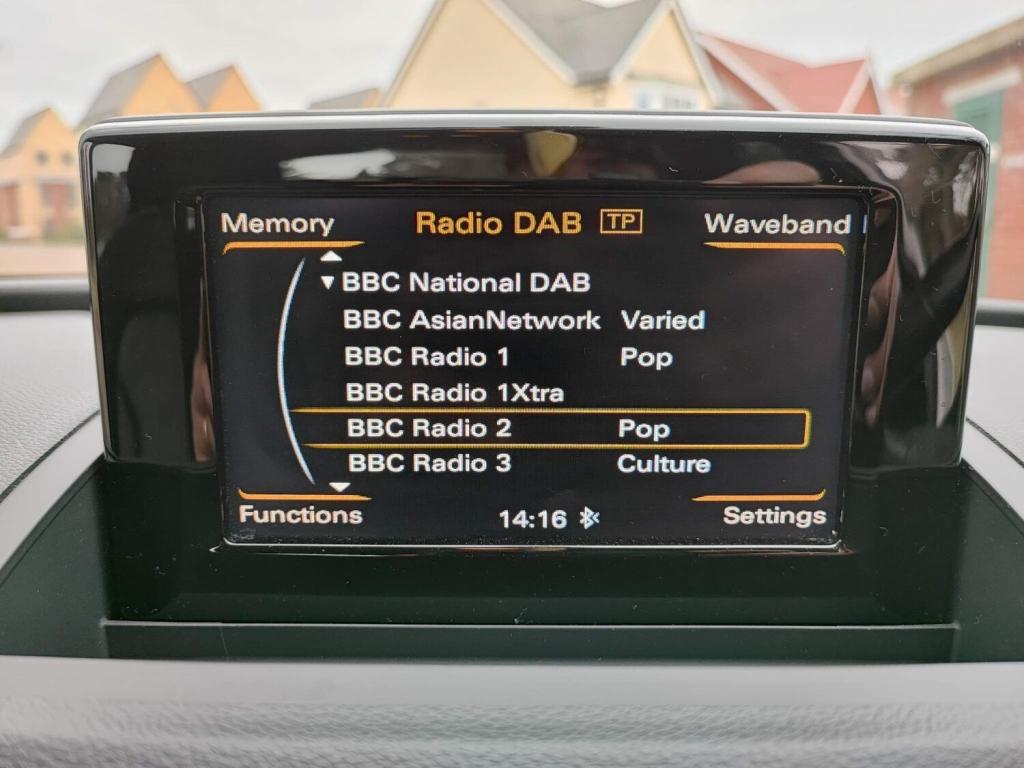 Memory Radio DAB TP Waveband
BBC National DAB
BBC AsianNetwork Varied
BBC Radio 1 Pop
BBC Radio 1Xtra
BBC Radio 2 Pop
BBC Radio 3 Culture
Functions 14:16 Settings